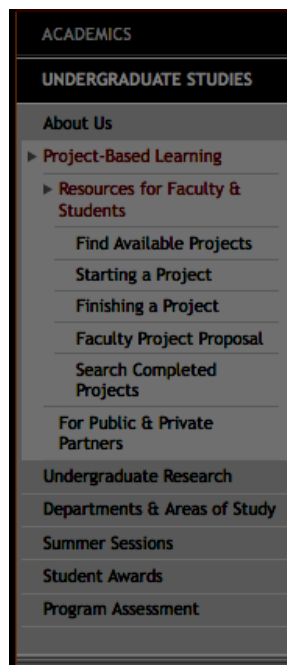 ACADEMICS
UNDERGRADUATE STUDIES
About Us
Project-Based Learning
Resources for Faculty &
Students
Find Available Projects
Starting a Project
Finishing a Project
Faculty Project Proposal
Search Completed
Projects
For Public & Private
Partners
Undergraduate Research
Departments & Areas of Study
Summer Sessions
Student Awards
Program Assessment